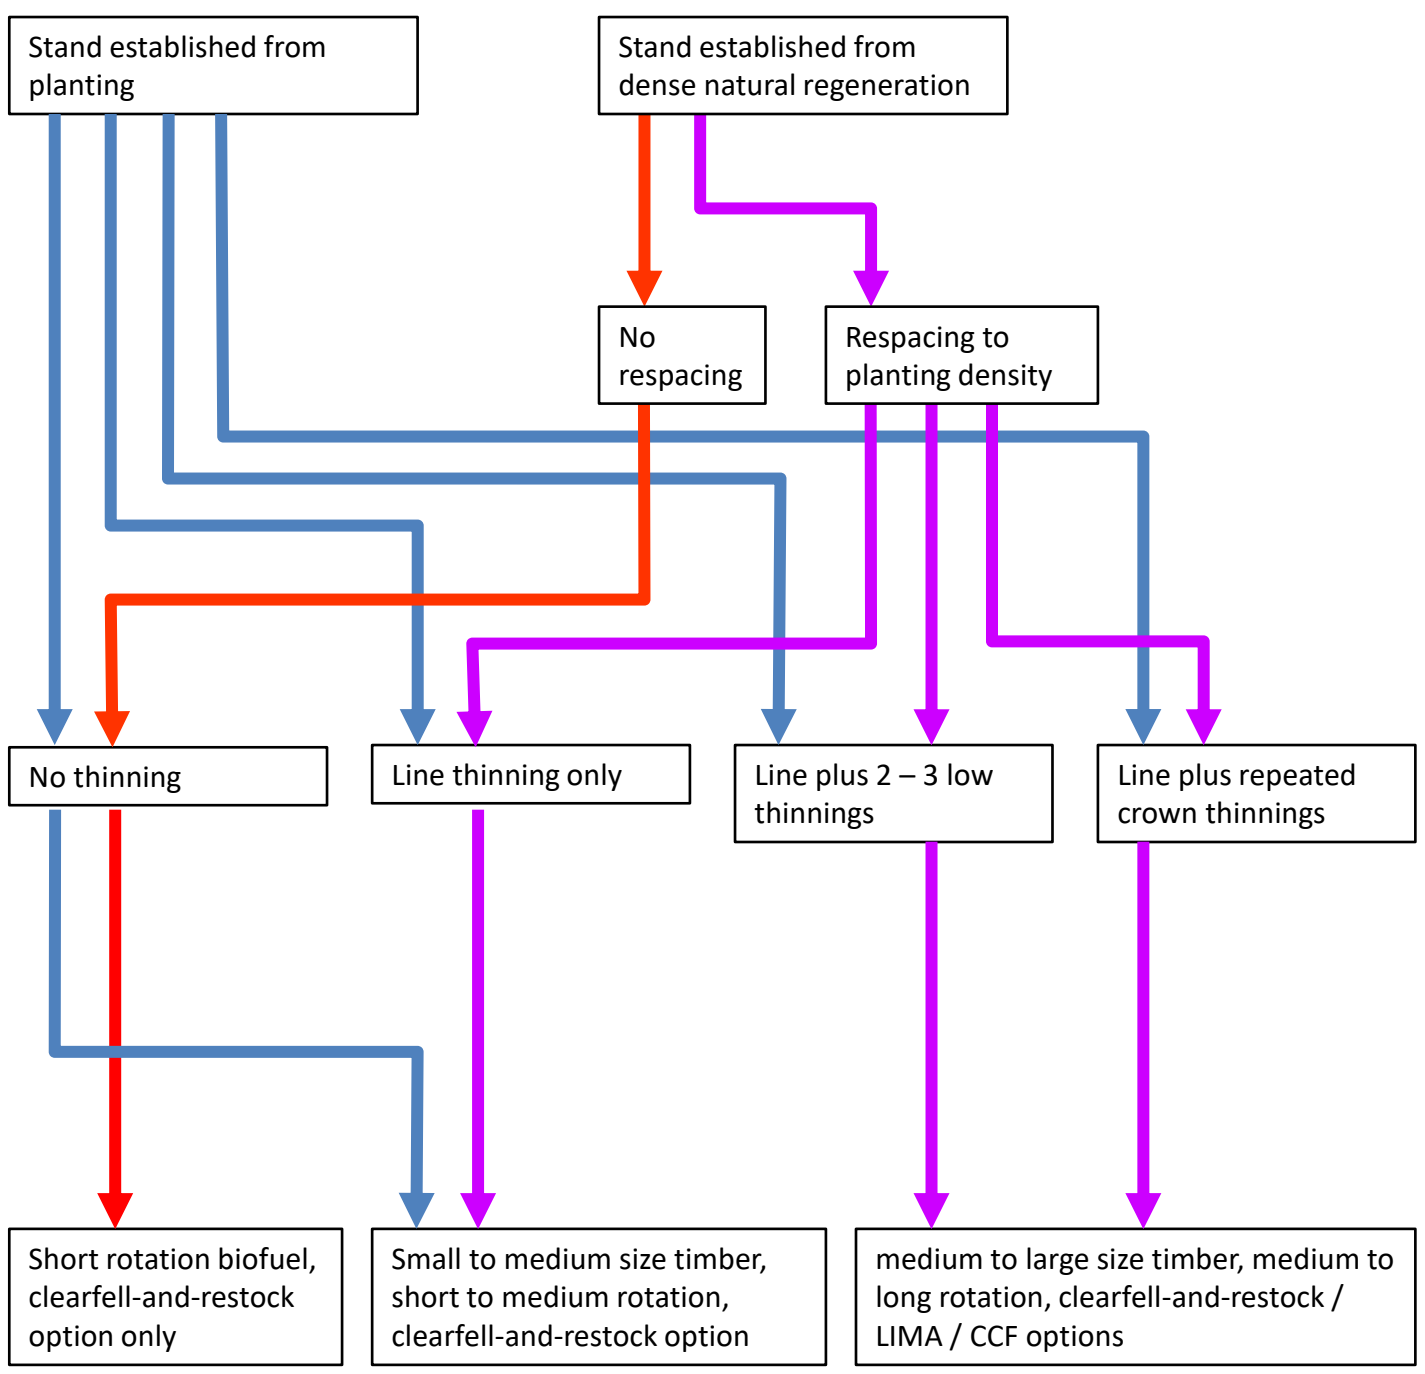 Stand established from
planting
Stand established from
dense natural regeneration
No
respacing
Respacing to
planting density
No thinning
Line thinning only
Line plus 2 – 3 low
thinnings
Line plus repeated
crown thinnings
Short rotation biofuel,
clearfell-and-restock
option only
Small to medium size timber,
short to medium rotation,
clearfell-and-restock option
medium to large size timber, medium to
long rotation, clearfell-and-restock /
LIMA / CCF options